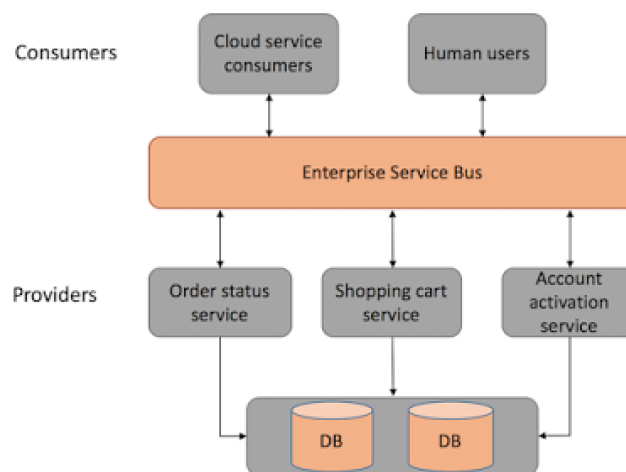 Consumers
Cloud service
consumers
Human users
Enterprise Service Bus
Providers
Order status
service
Shopping cart
service
Account
activation
service
DB
DB